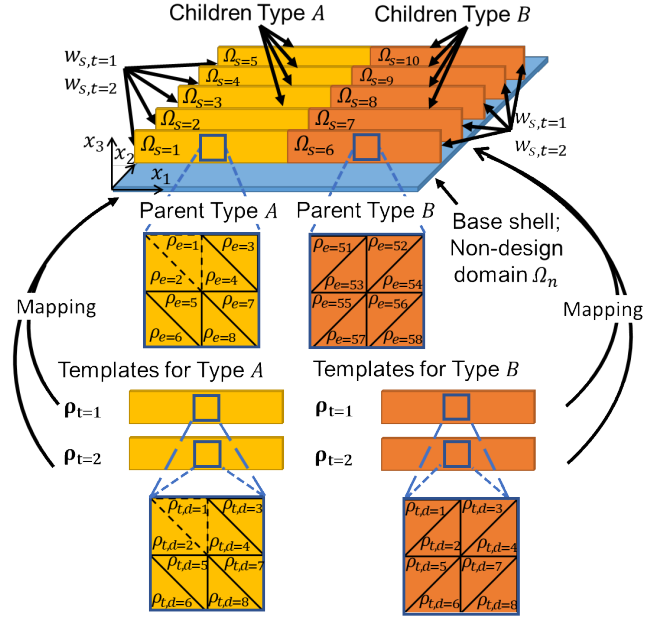 Children Type A
Children Type B
w_{s,t=1}
w_{s,t=2}
Ω_{s=5}
Ω_{s=10}
Ω_{s=4}
Ω_{s=9}
Ω_{s=3}
Ω_{s=8}
Ω_{s=2}
Ω_{s=7}
Ω_{s=1}
Ω_{s=6}
w_{s,t=1}
w_{s,t=2}
x_3
x_2
x_1
Parent Type A
Parent Type B
Base shell;
Non-design
domain Ω_n
ρ_{e=1}
ρ_{e=3}
ρ_{e=2}
ρ_{e=4}
ρ_{e=5}
ρ_{e=7}
ρ_{e=6}
ρ_{e=8}
ρ_{e=51}
ρ_{e=52}
ρ_{e=53}
ρ_{e=54}
ρ_{e=55}
ρ_{e=56}
ρ_{e=57}
ρ_{e=58}
Mapping
Mapping
Templates for Type A
Templates for Type B
ρ_{t=1}
ρ_{t=1}
ρ_{t=2}
ρ_{t=2}
ρ_{t,d=1}
ρ_{t,d=3}
ρ_{t,d=2}
ρ_{t,d=4}
ρ_{t,d=5}
ρ_{t,d=7}
ρ_{t,d=6}
ρ_{t,d=8}
ρ_{t,d=1}
ρ_{t,d=3}
ρ_{t,d=2}
ρ_{t,d=4}
ρ_{t,d=5}
ρ_{t,d=7}
ρ_{t,d=6}
ρ_{t,d=8}